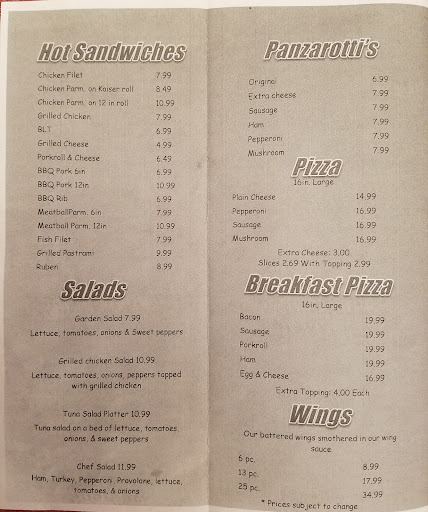 Hot Sandwiches
Chicken Filet 7.99
Chicken Parm. on Kaiser roll 8.49
Chicken Parm. on 12 in roll 10.99
Grilled Chicken 7.99
BLT 6.99
Grilled Cheese 4.99
Porkroll & Cheese 6.49
BBQ Pork 6in 6.99
BBQ Pork 12in 10.99
BBQ Rib 6.99
MeatballParm. 6in 7.99
Meatball Parm. 12in 10.99
Fish Filet 7.99
Grilled Pastrami 9.99
Ruben 8.99
Salads
Garden Salad 7.99
Lettuce, tomatoes, onions & Sweet peppers
Grilled chicken Salad 10.99
Lettuce, tomatoes, onions, peppers topped
with grilled chicken
Tuna Salad Platter 10.99
Tuna salad on a bed of lettuce, tomatoes,
onions, & sweet peppers
Chef Salad 11.99
Ham, Turkey, Pepperoni, Provolone, lettuce,
tomatoes, & onions
Panzarotti's
Original 6.99
Extra cheese 7.99
Sausage 7.99
Ham 7.99
Pepperoni 7.99
Mushroom 7.99
Pizza
16in, Large
Plain Cheese 14.99
Pepperoni 16.99
Sausage 16.99
Mushroom 16.99
Extra Cheese: 3.00
Slices 2.69 With Topping 2.99
Breakfast Pizza
16in, Large
Bacon 19.99
Sausage 19.99
Porkroll 19.99
Ham 19.99
Egg & Cheese 16.99
Extra Topping: 4.00 Each
Wings
Our battered wings smothered in our wing
sauce
6 pc. 8.99
13 pc. 17.99
25 pc. 34.99
* Prices subject to change